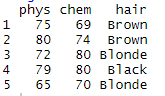 phys chem hair
1 75 69 Brown
2 80 74 Brown
3 72 80 Blonde
4 79 80 Black
5 65 70 Blonde